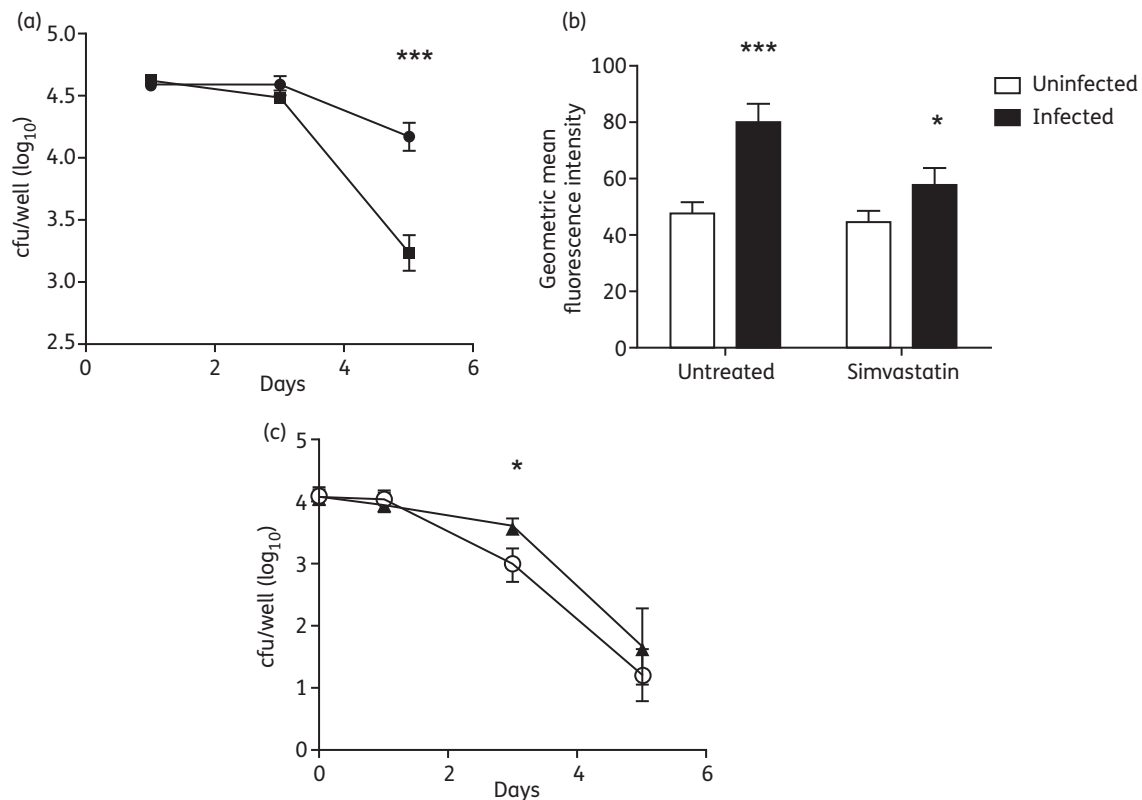 (a)
5.0
4.5
4.0
3.5
3.0
2.5
cfu/well (log10)
0 2 4 6
Days
***
(b)
100
80
60
40
20
0
Geometric mean
fluorescence intensity
***
*
Untreated Simvastatin
Uninfected
Infected
(c)
5
4
3
2
1
0
cfu/well (log10)
*
0 2 4 6
Days